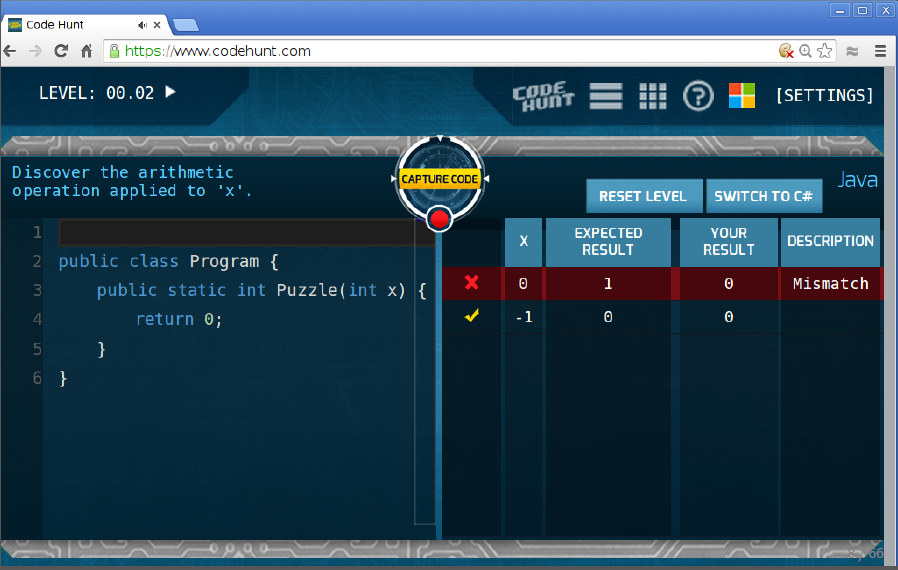 Code Hunt
https://www.codehunt.com
LEVEL: 00.02
CODE HUNT
[SETTINGS]
Discover the arithmetic
operation applied to 'x'.
CAPTURE CODE
RESET LEVEL
SWITCH TO C#
Java
1
2 public class Program {
3 public static int Puzzle(int x) {
4 return 0;
5 }
6 }
X
EXPECTED
RESULT
YOUR
RESULT
DESCRIPTION
0 1 0 Mismatch
-1 0 0